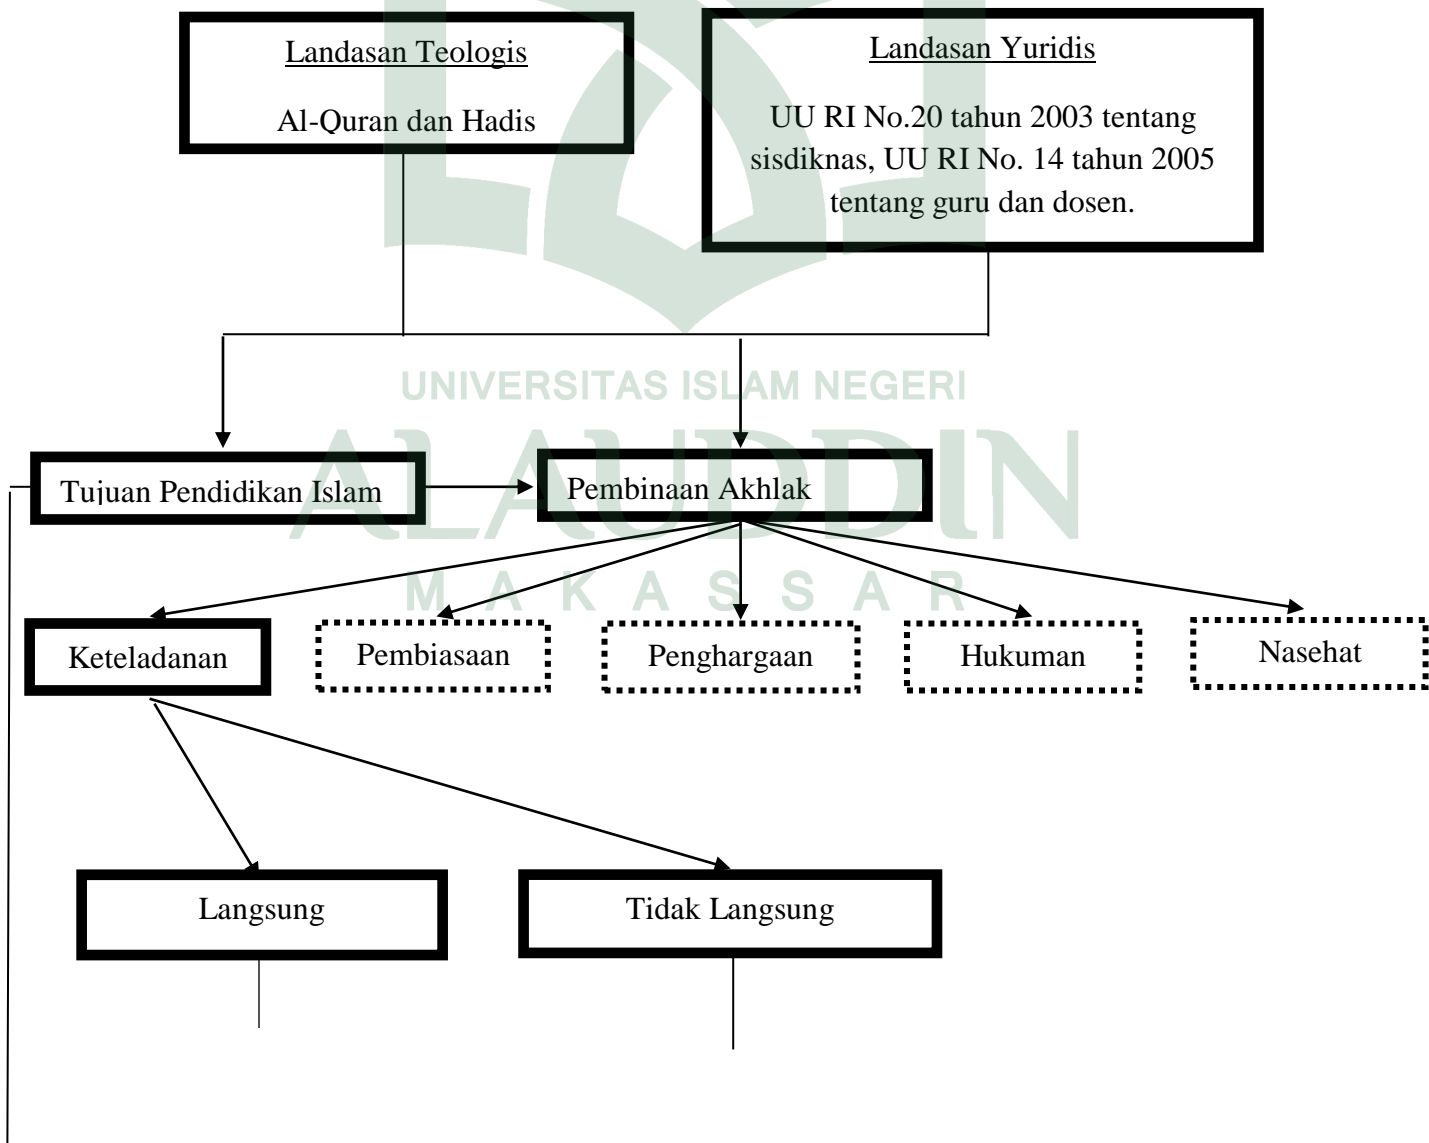 Landasan Teologis
Al-Quran dan Hadis
Landasan Yuridis
UU RI No.20 tahun 2003 tentang
sisdiknas, UU RI No. 14 tahun 2005
tentang guru dan dosen.
UNIVERSITAS ISLAM NEGERI
ALAUDDIN
MAKASSAR
Tujuan Pendidikan Islam
Pembinaan Akhlak
Keteladanan
Pembiasaan
Penghargaan
Hukuman
Nasehat
Langsung
Tidak Langsung